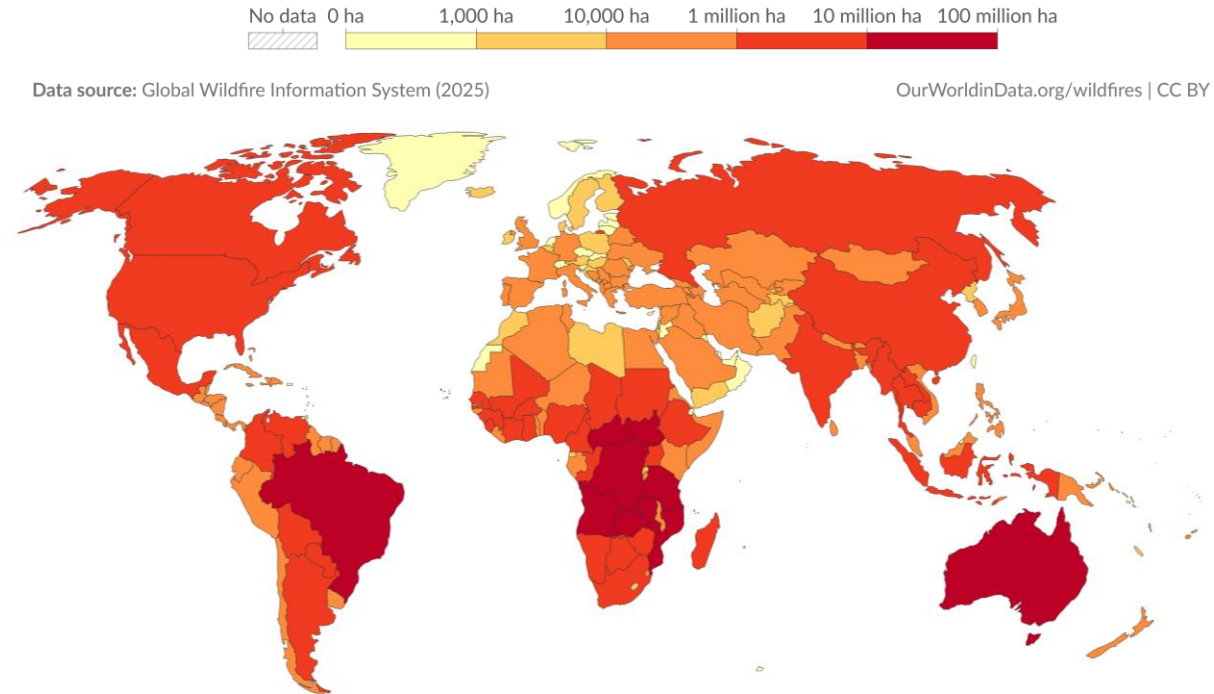 No data 0 ha 1,000 ha 10,000 ha 1 million ha 10 million ha 100 million ha
Data source: Global Wildfire Information System (2025) OurWorldinData.org/wildfires | CC BY